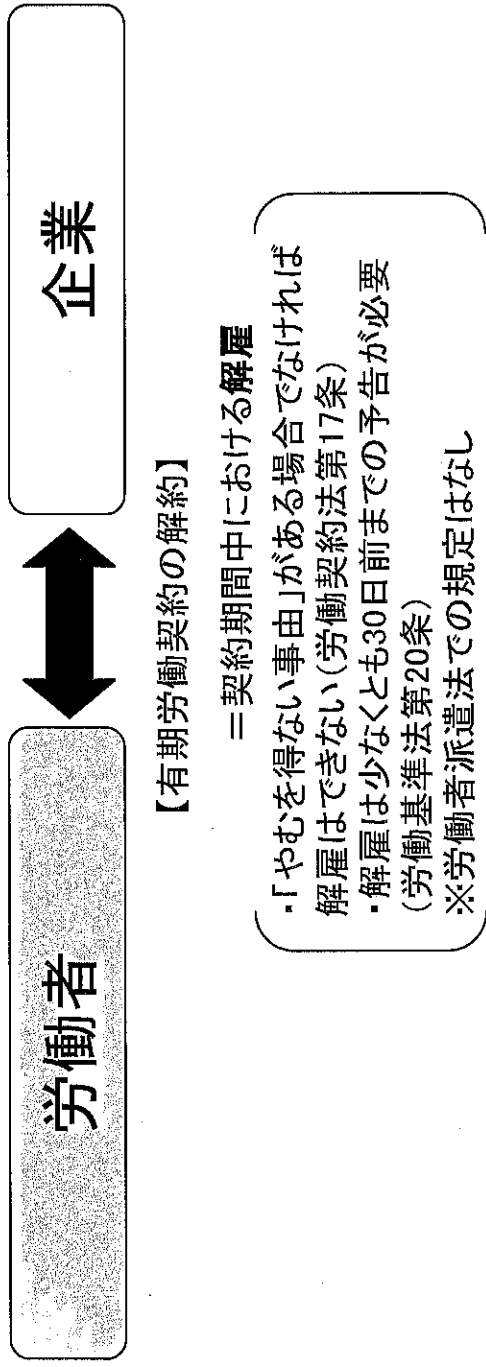 労働者
企業
【有期労働契約の解約】
＝契約期間中における解雇
・「やむを得ない事由」がある場合でなければ
解雇はできない（労働契約法第17条）
・解雇は少なくとも30日前までの予告が必要
（労働基準法第20条）
※労働者派遣法での規定はなし